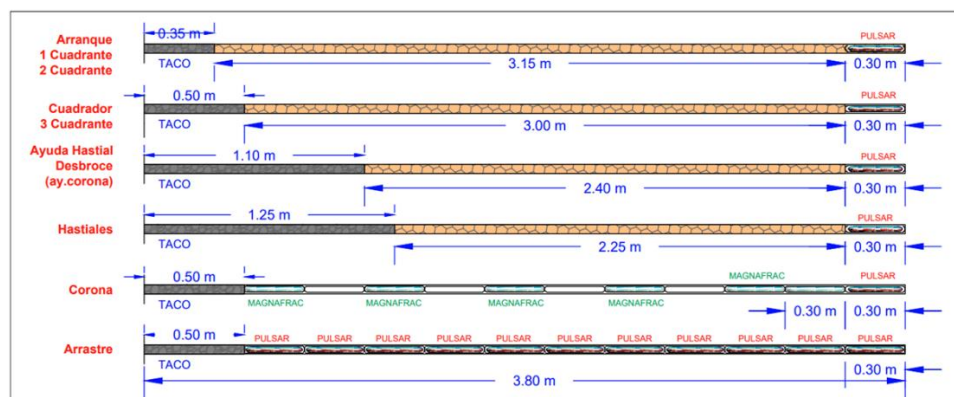 Arranque
1 Cuadrante
2 Cuadrante
0.35 m
TACO
3.15 m
PULSAR
0.30 m
Cuadrador
3 Cuadrante
0.50 m
TACO
3.00 m
PULSAR
0.30 m
Ayuda Hastial
Desbroce
(ay.corona)
1.10 m
TACO
2.40 m
PULSAR
0.30 m
Hastiales
1.25 m
TACO
2.25 m
PULSAR
0.30 m
Corona
0.50 m
TACO
MAGNAFRAC MAGNAFRAC MAGNAFRAC MAGNAFRAC
MAGNAFRAC
PULSAR
0.30 m 0.30 m
Arrastre
0.50 m
TACO
PULSAR PULSAR PULSAR PULSAR PULSAR PULSAR PULSAR PULSAR PULSAR PULSAR PULSAR
0.30 m
3.80 m